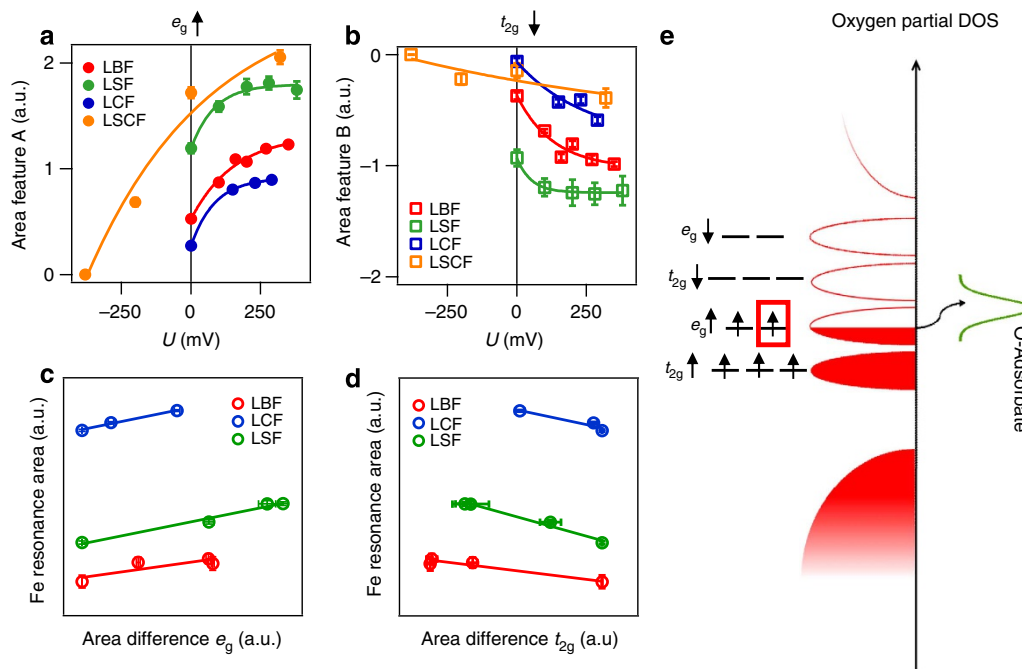 a
e_g ↑
Area feature A (a.u.)
2
1
0
LBF
LSF
LCF
LSCF
−250
0
250
U (mV)
b
t_2g ↓
Area feature B (a.u.)
−0
−1
−2
LBF
LSF
LCF
LSCF
−250
0
250
U (mV)
c
Fe resonance area (a.u.)
LBF
LCF
LSF
Area difference e_g (a.u.)
d
Fe resonance area (a.u.)
LBF
LCF
LSF
Area difference t_2g (a.u)
e
Oxygen partial DOS
e_g ↓
t_2g ↓
e_g ↑
t_2g ↑
O-Adsorbate